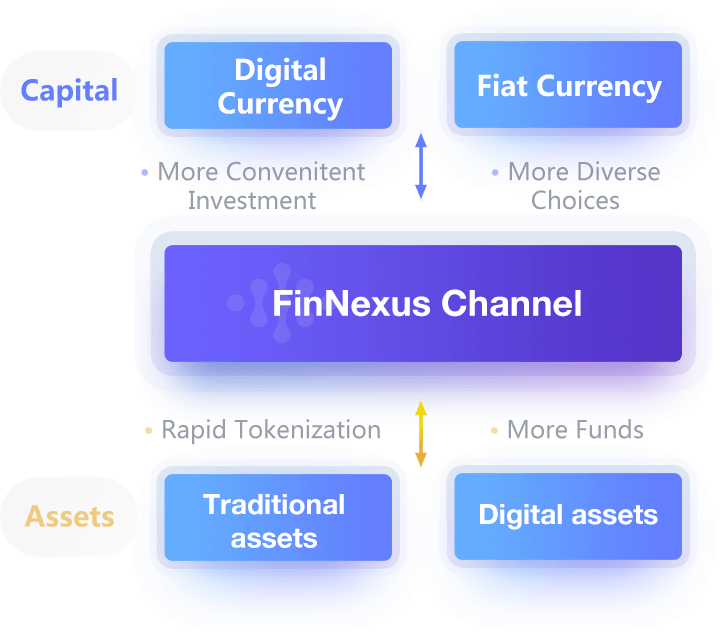 Capital
Digital
Currency
Fiat Currency
• More Convenitent
Investment
• More Diverse
Choices
FinNexus Channel
• Rapid Tokenization
• More Funds
Assets
Traditional
assets
Digital assets